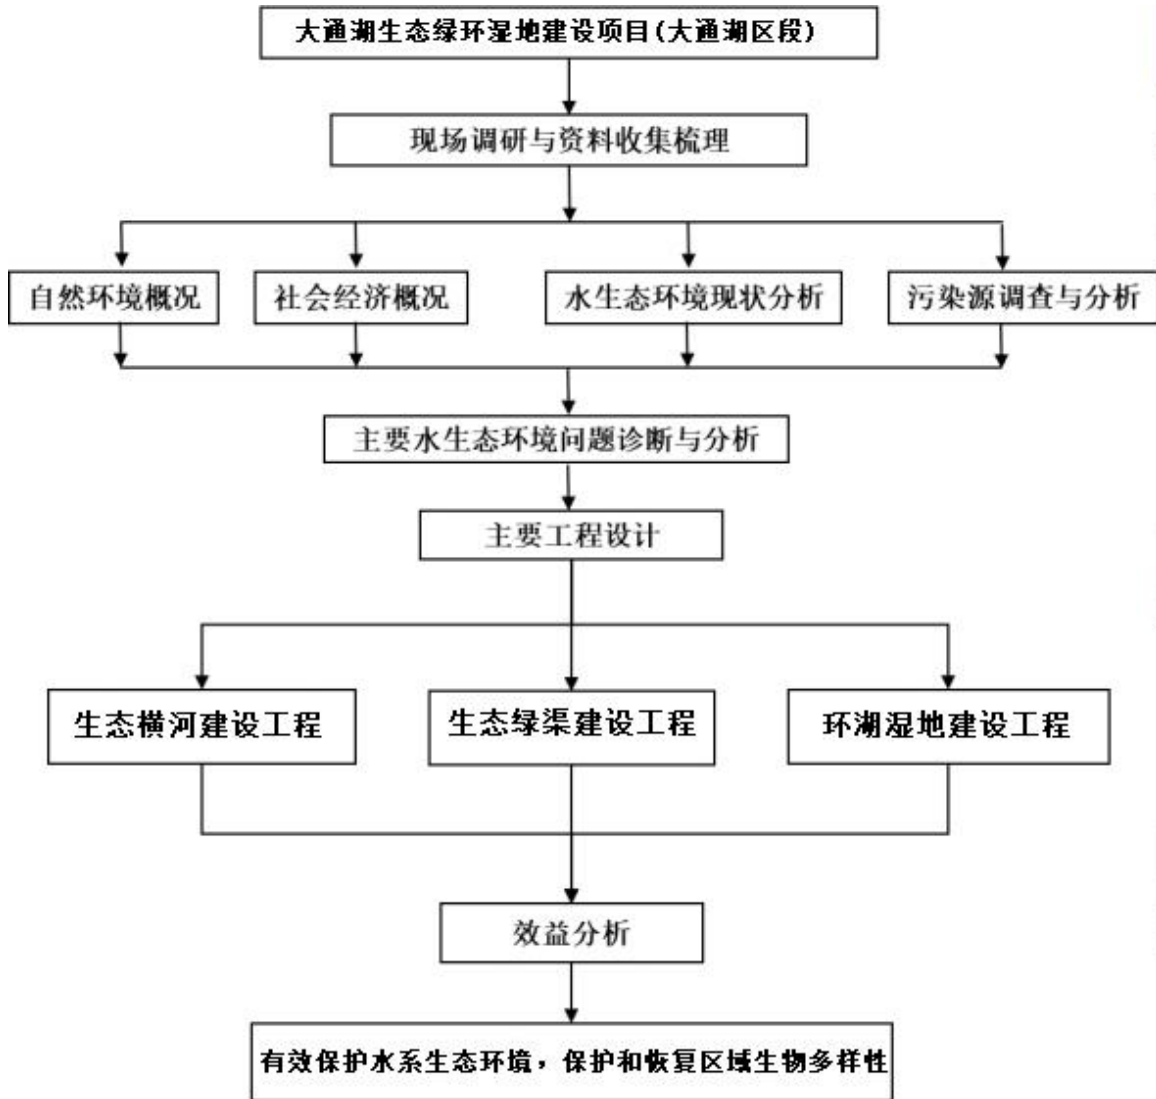 大通湖生态绿环湿地建设项目(大通湖区段)
现场调研与资料收集梳理
自然环境概况
社会经济概况
水生态环境现状分析
污染源调查与分析
主要水生态环境问题诊断与分析
主要工程设计
生态横河建设工程
生态绿渠建设工程
环湖湿地建设工程
效益分析
有效保护水系生态环境，保护和恢复区域生物多样性